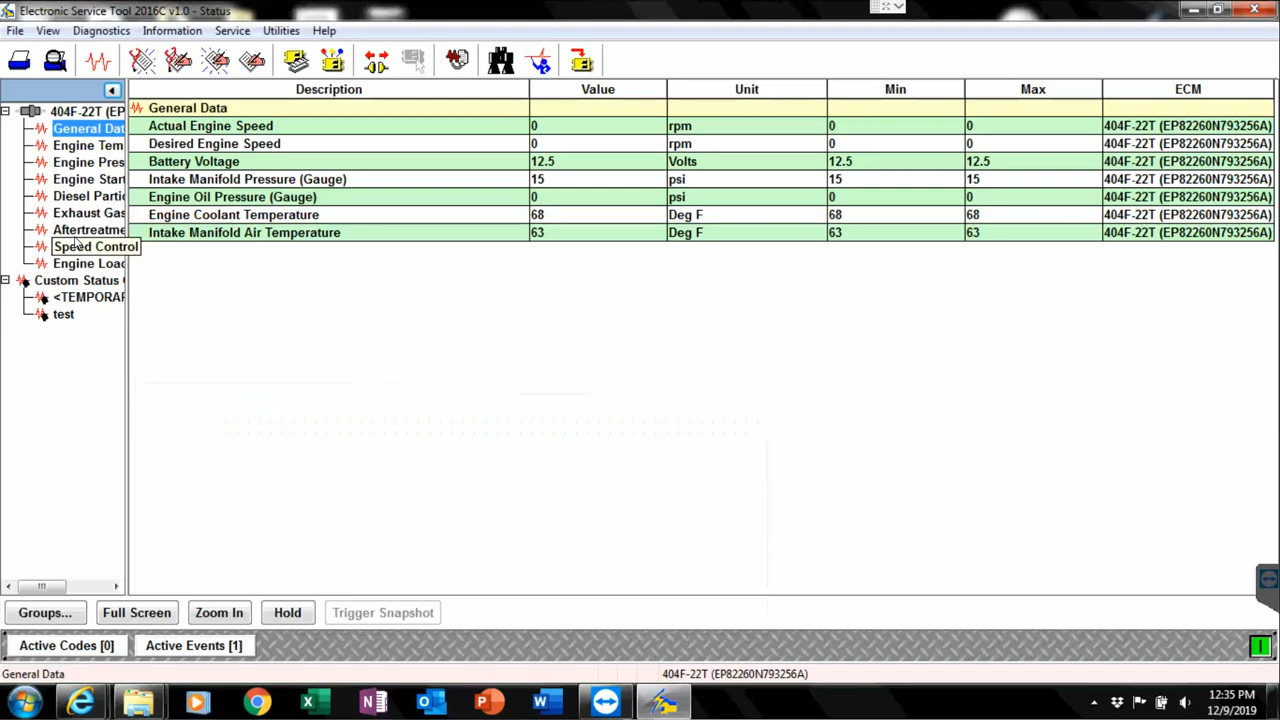 Electronic Service Tool 2016C v1.0 - Status
File View Diagnostics Information Service Utilities Help
Description Value Unit Min Max ECM
404F-22T (EP
General Data
General Dat
Actual Engine Speed 0 rpm 0 0 404F-22T (EP82260N793256A)
Engine Tem
Desired Engine Speed 0 rpm 0 0 404F-22T (EP82260N793256A)
Engine Pres
Battery Voltage 12.5 Volts 12.5 12.5 404F-22T (EP82260N793256A)
Engine Start
Intake Manifold Pressure (Gauge) 15 psi 15 15 404F-22T (EP82260N793256A)
Diesel Partic
Engine Oil Pressure (Gauge) 0 psi 0 0 404F-22T (EP82260N793256A)
Exhaust Gas
Engine Coolant Temperature 68 Deg F 68 68 404F-22T (EP82260N793256A)
Aftertreatme
Intake Manifold Air Temperature 63 Deg F 63 63 404F-22T (EP82260N793256A)
Speed Control
Engine Load
Custom Status
<TEMPORAR
test
Groups... Full Screen Zoom In Hold Trigger Snapshot
Active Codes [0] Active Events [1]
General Data 404F-22T (EP82260N793256A)
12:35 PM
12/9/2019